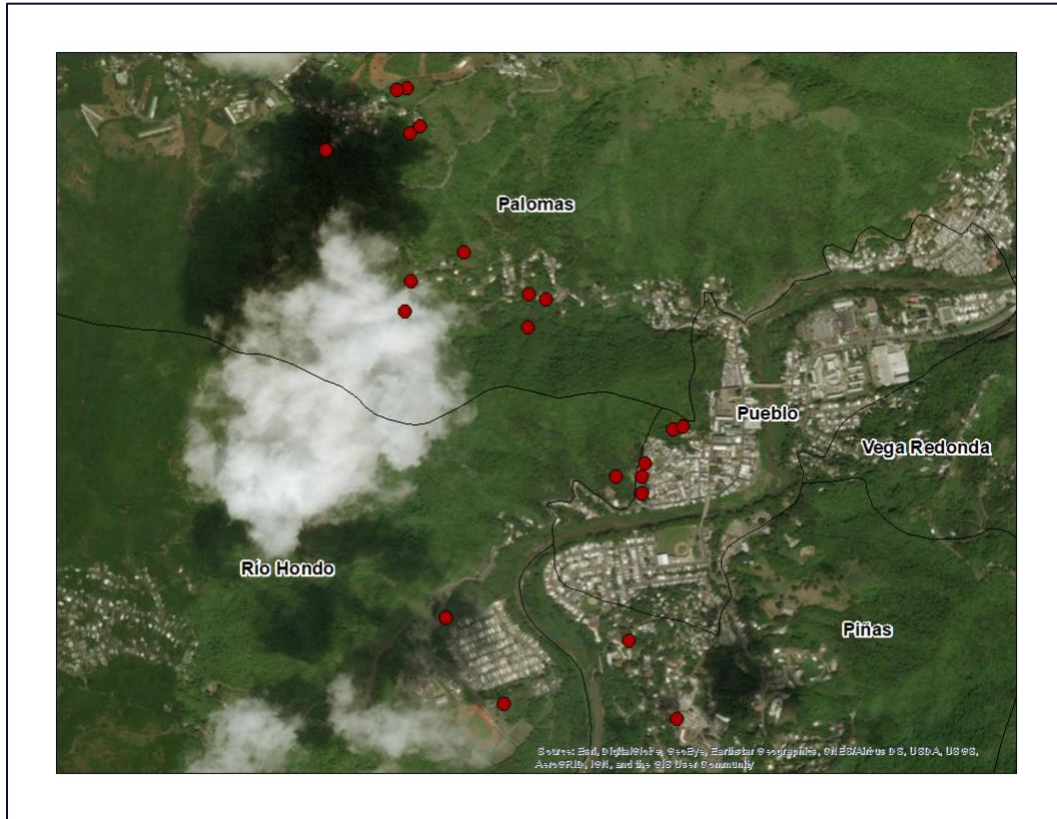 Palomas
Pueblo
Vega Redonda
Río Hondo
Piñas
Source: Esri, DigitalGlobe, GeoEye, Earthstar Geographics, CNES/Airbus DS, USDA, USGS,
AeroGRID, IGN, and the GIS User Community